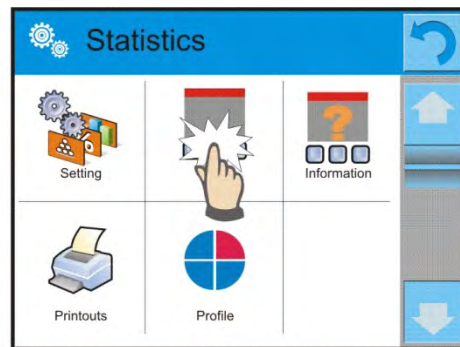 Statistics
Setting
Information
Printouts
Profile